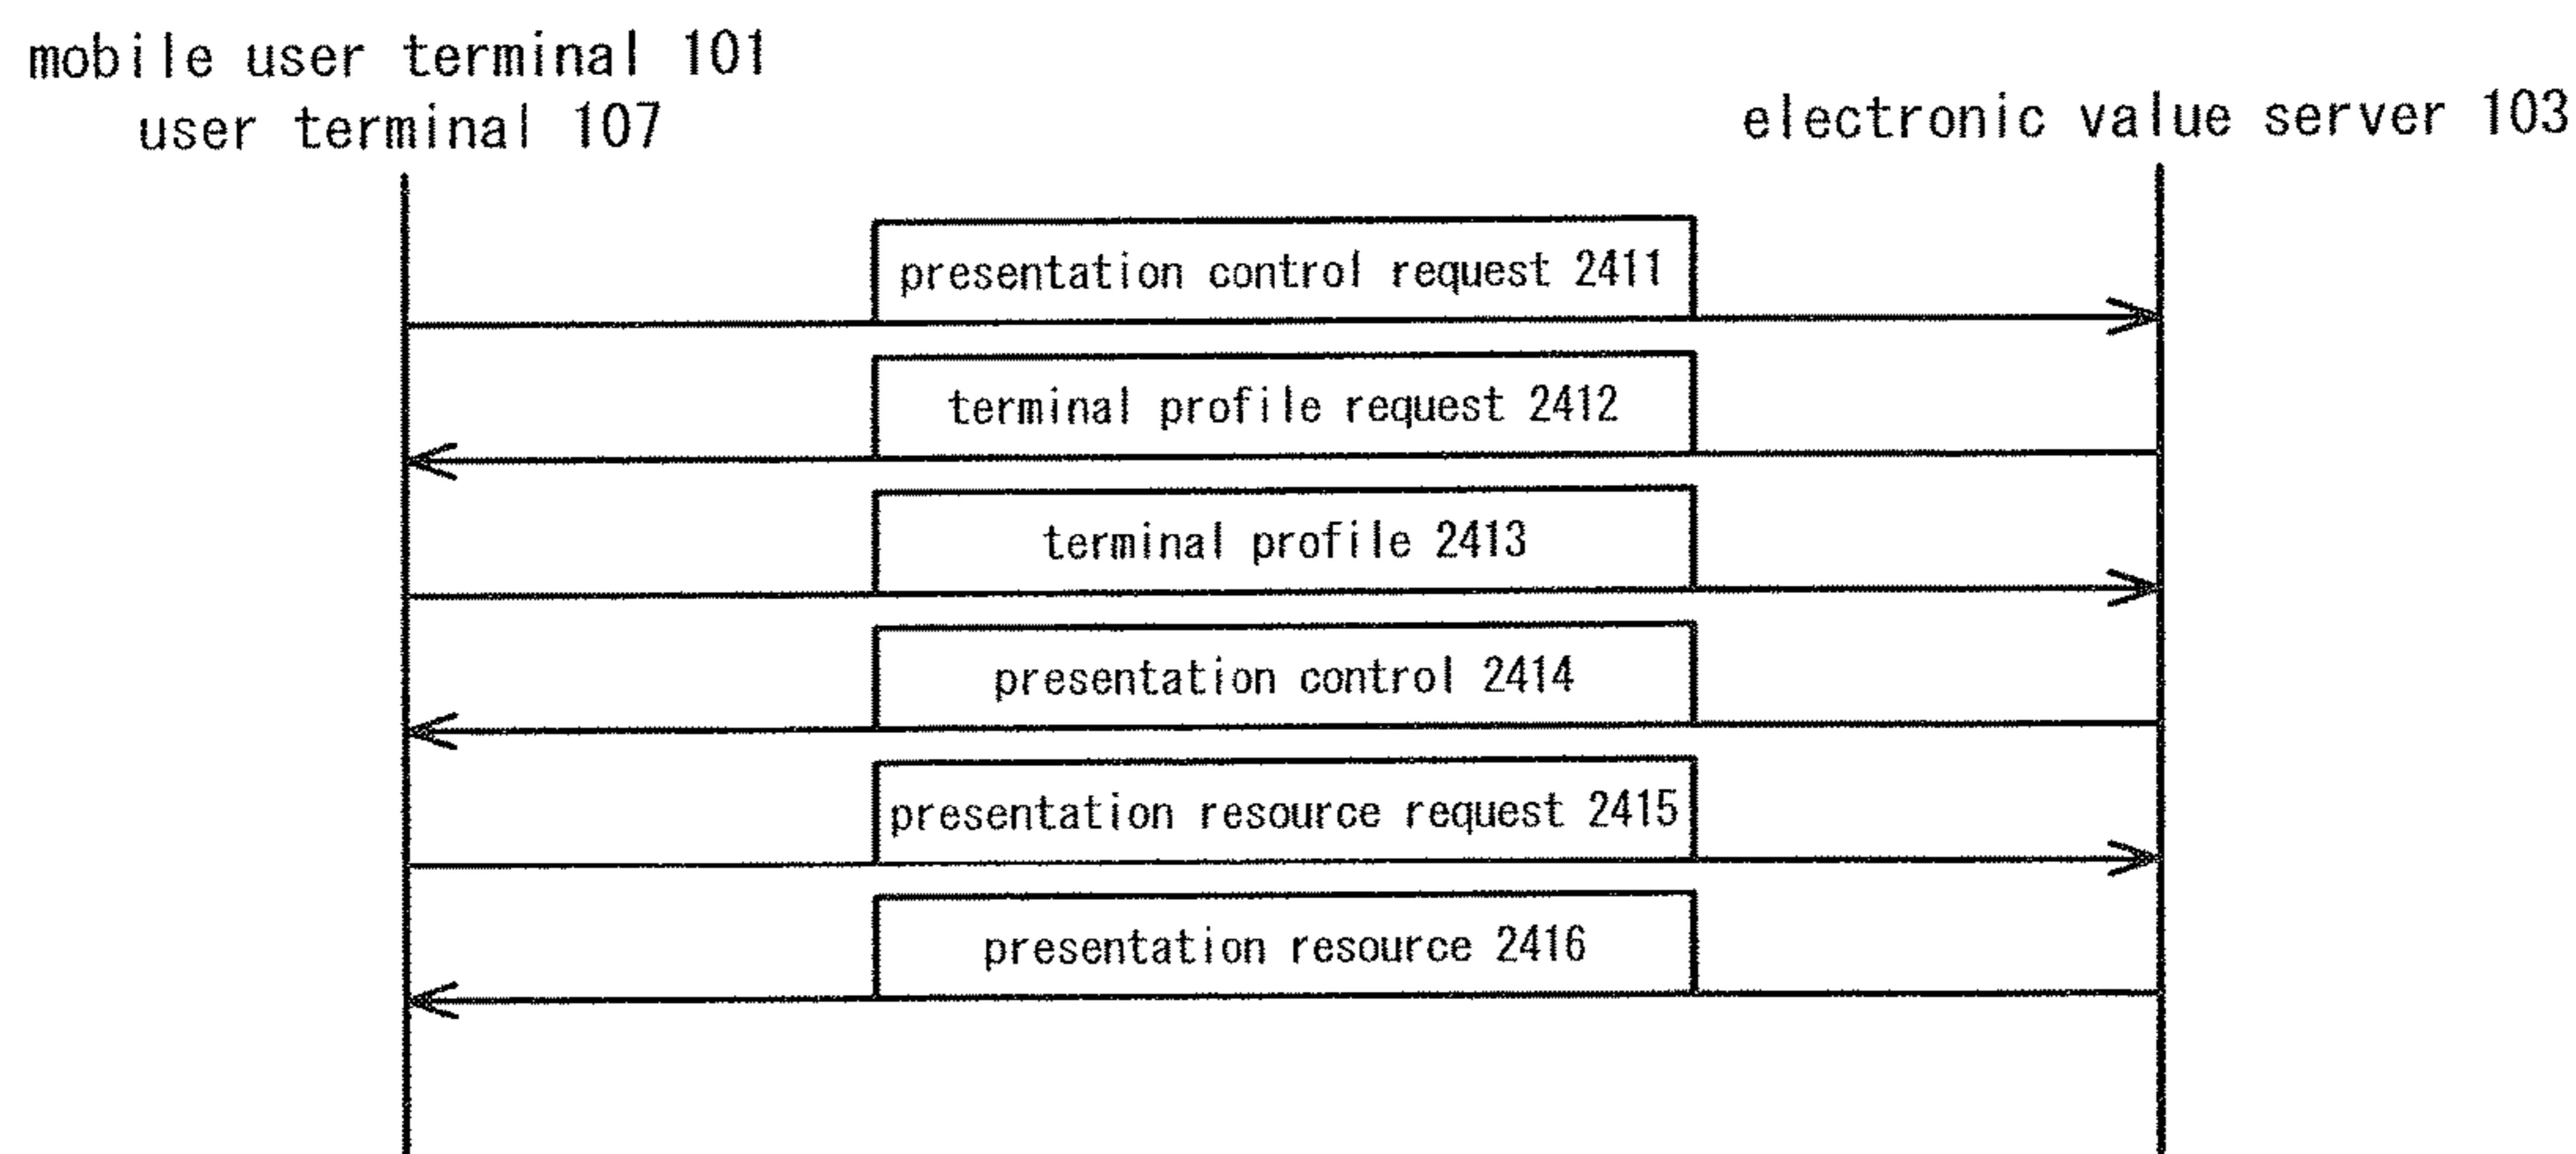 mobile user terminal 101
user terminal 107
electronic value server 103
presentation control request 2411
terminal profile request 2412
terminal profile 2413
presentation control 2414
presentation resource request 2415
presentation resource 2416